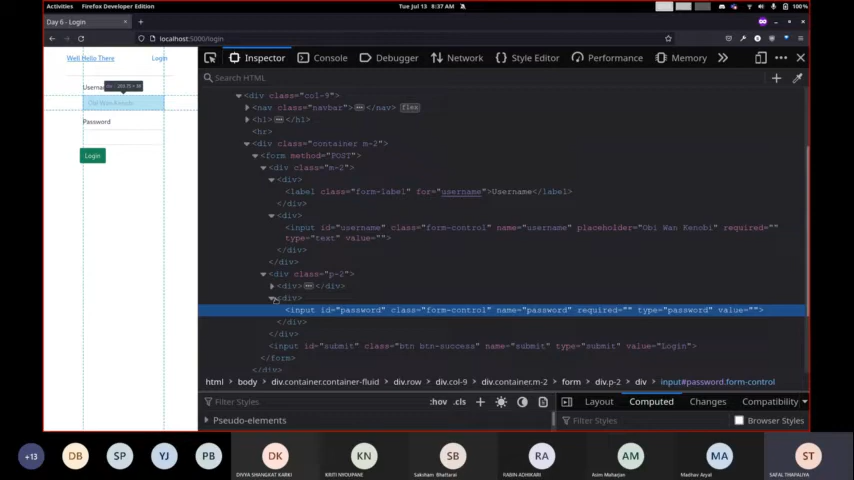 Activities Firefox Developer Edition Tue Jul 13 8:37 AM 100%
Day 6 - Login
localhost:5000/login
Well Hello There Login
Username
Obi Wan Kenobi
Password
Login
Inspector Console Debugger Network Style Editor Performance Memory
Search HTML
<div class="col-9">
<nav class="navbar"> </nav> flex
<h1> </h1>
<hr>
<div class="container m-2">
<form method="POST">
<div class="m-2">
<div>
<label class="form-label" for="username">Username</label>
</div>
<div>
<input id="username" class="form-control" name="username" placeholder="Obi Wan Kenobi" required=""
type="text" value="">
</div>
</div>
<div class="p-2">
<div> </div>
<div>
<input id="password" class="form-control" name="password" required="" type="password" value="">
</div>
</div>
<input id="submit" class="btn btn-success" name="submit" type="submit" value="Login">
</form>
</div>
html body div.container.container-fluid div.row div.col-9 div.container.m-2 form div.p-2 div input#password.form-control
Filter Styles :hov .cls Layout Computed Changes Compatibility
Pseudo-elements Filter Styles Browser Styles
+13 DB SP YJ PB DK KN SB RA AM MA ST
DIVYA SHANGKAT KARKI KRITI NYOUPANE Saksham Bhattarai RABIN ADHIKARI Asim Maharjan Madhav Aryal SAFAL THAPALIYA